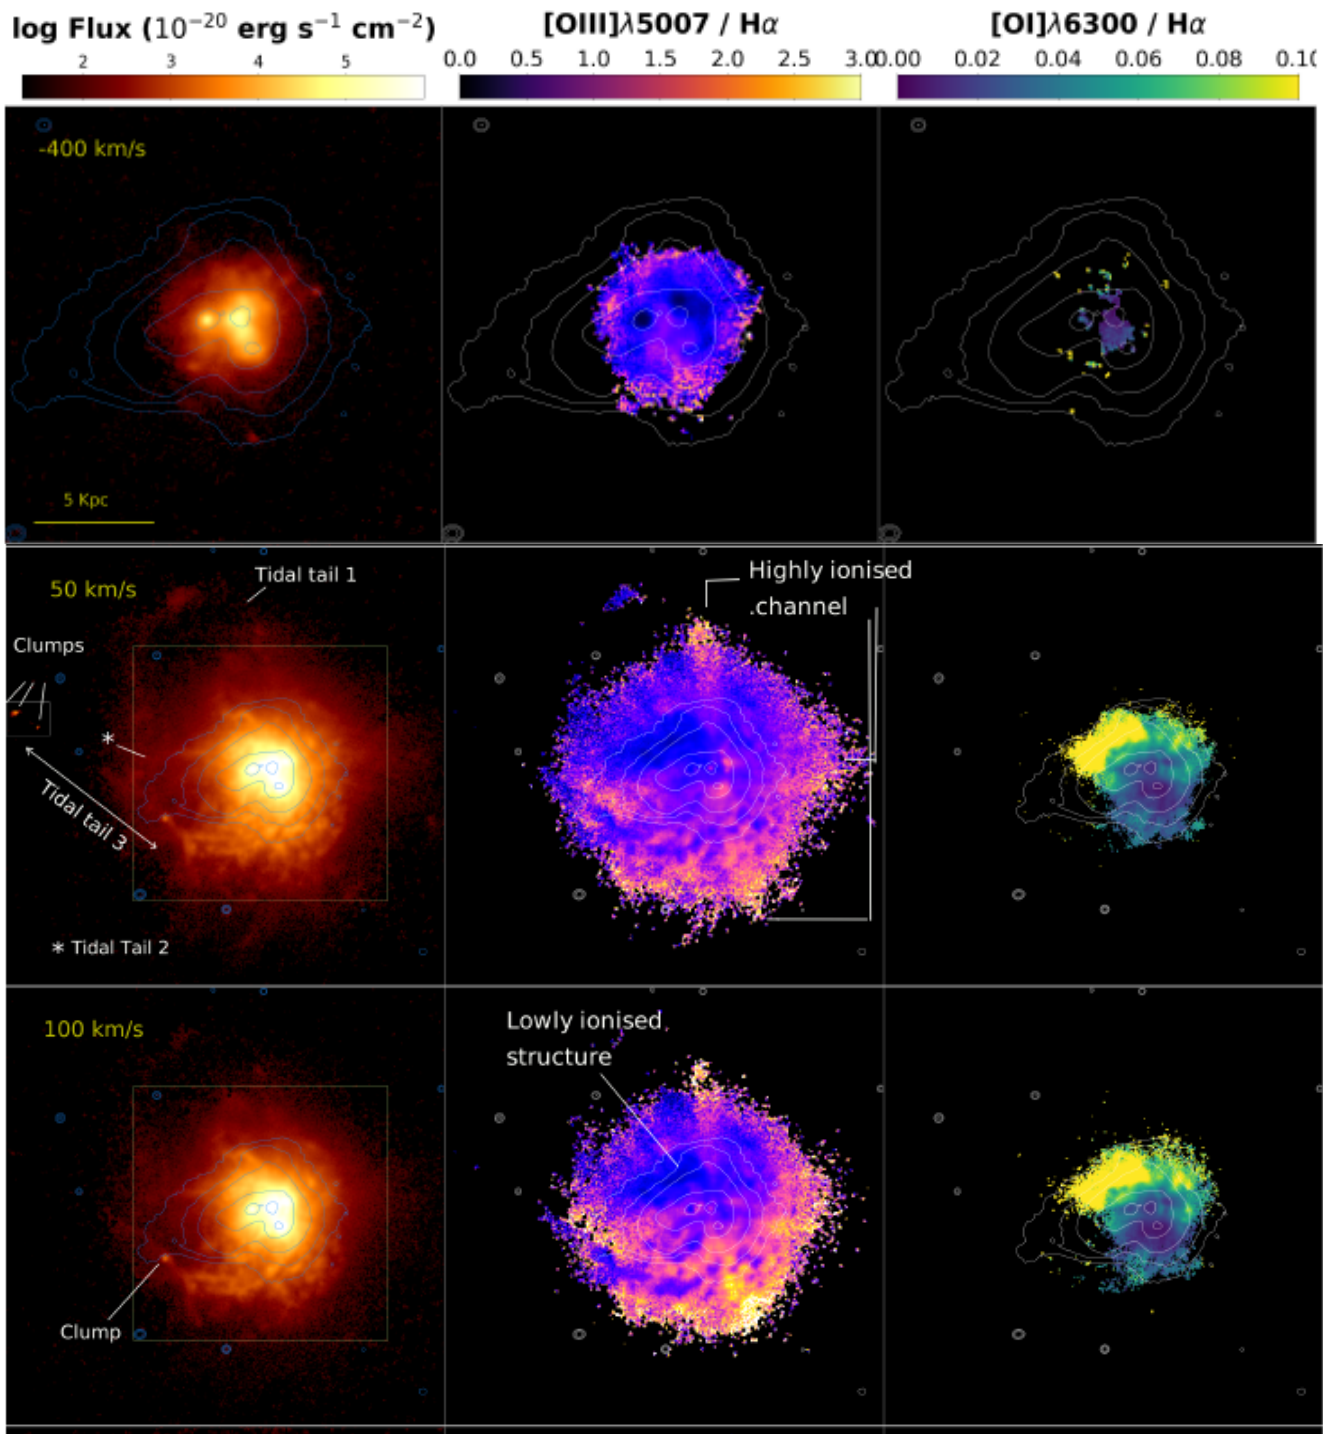 log Flux (10⁻²⁰ erg s⁻¹ cm⁻²)
[OIII]λ5007 / Hα
[OI]λ6300 / Hα
2 3 4 5
0.0 0.5 1.0 1.5 2.0 2.5 3.0
0.00 0.02 0.04 0.06 0.08 0.10
-400 km/s
5 Kpc
50 km/s
Tidal tail 1
Clumps
*
Tidal tail 3
* Tidal Tail 2
Highly ionised
.channel
100 km/s
Clump
Lowly ionised
structure